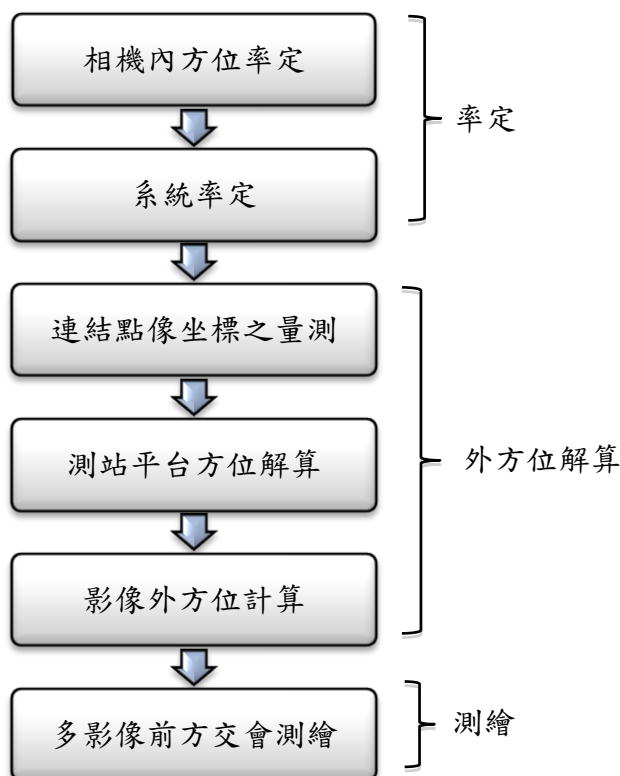 相機內方位率定
率定
系統率定
連結點像坐標之量測
測站平台方位解算
外方位解算
影像外方位計算
多影像前方交會測繪
測繪